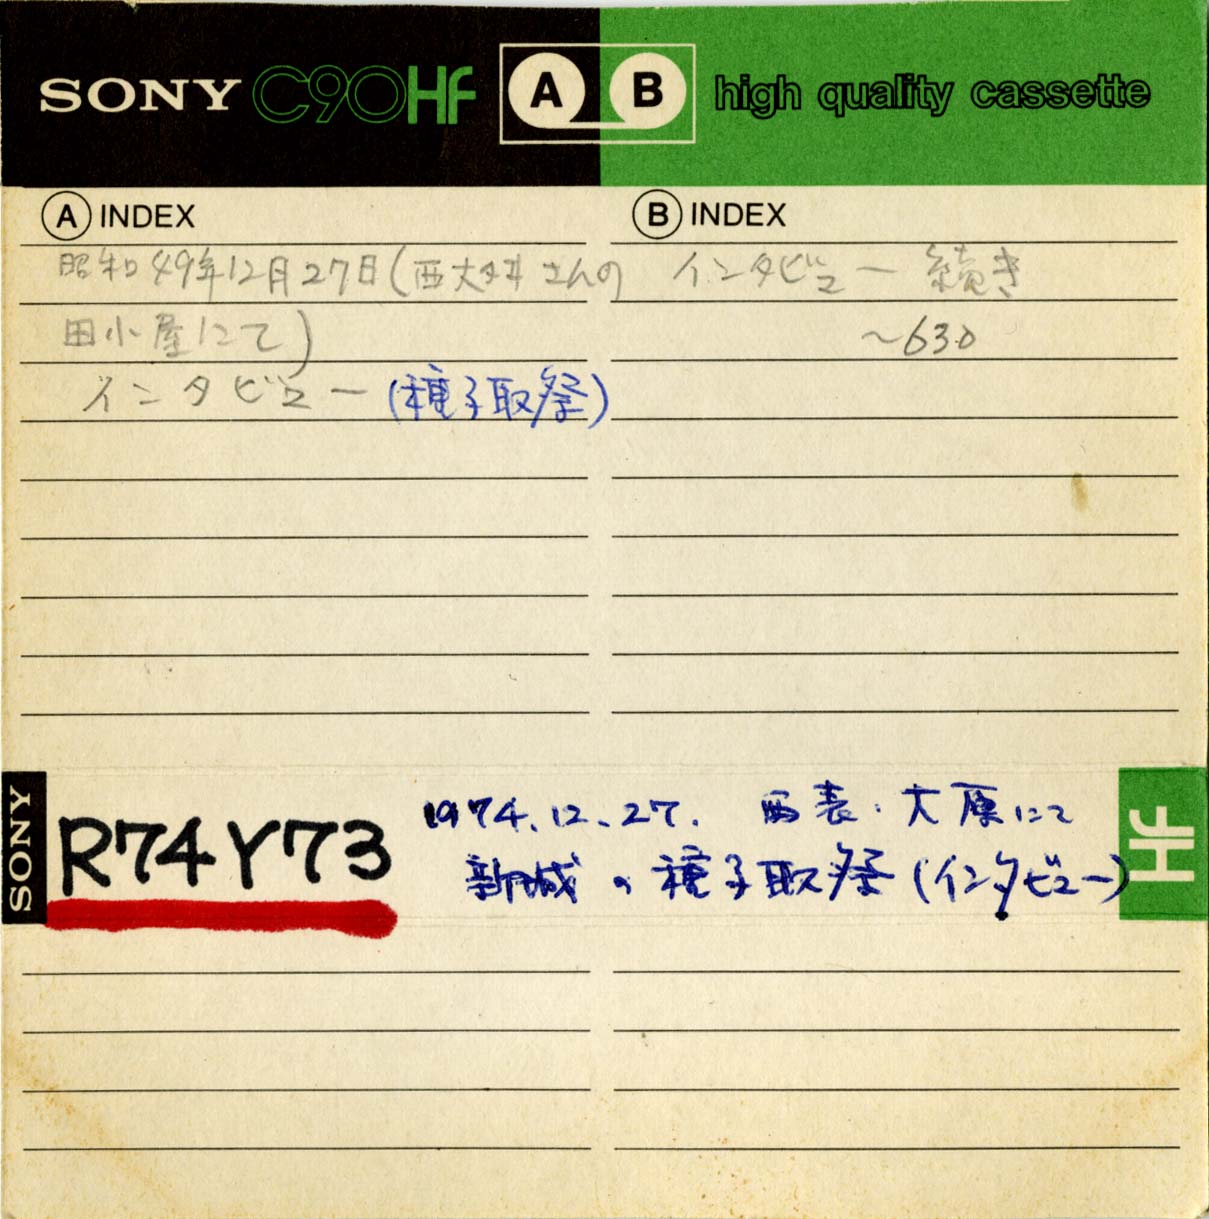 SONY C90HF A B high quality cassette
A INDEX
昭和49年12月27日(西大舛さんの
田小屋にて)
インタビュー(種子取祭)
B INDEX
インタビュー 続き
～630
SONY
R74Y73
1974.12.27. 西表・大原にて
新城の種子取祭(インタビュー)
HF